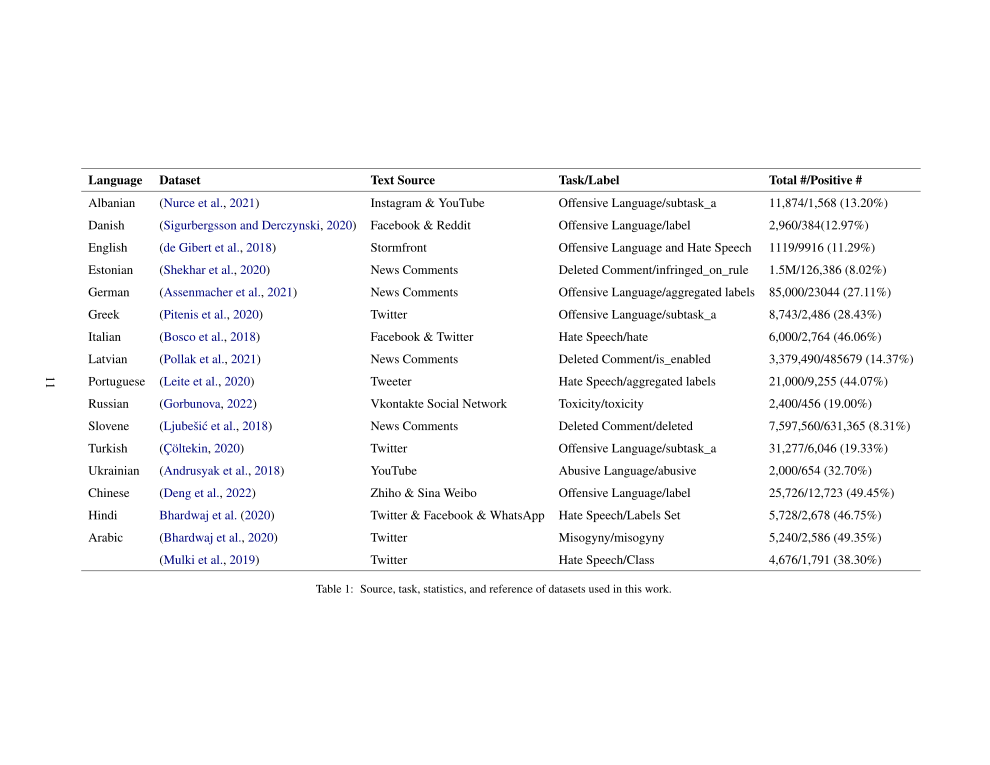 Language Dataset Text Source Task/Label Total #/Positive #
Albanian (Nurce et al., 2021) Instagram & YouTube Offensive Language/subtask_a 11,874/1,568 (13.20%)
Danish (Sigurbergsson and Derczynski, 2020) Facebook & Reddit Offensive Language/label 2,960/384(12.97%)
English (de Gibert et al., 2018) Stormfront Offensive Language and Hate Speech 1119/9916 (11.29%)
Estonian (Shekhar et al., 2020) News Comments Deleted Comment/infringed_on_rule 1.5M/126,386 (8.02%)
German (Assenmacher et al., 2021) News Comments Offensive Language/aggregated labels 85,000/23044 (27.11%)
Greek (Pitenis et al., 2020) Twitter Offensive Language/subtask_a 8,743/2,486 (28.43%)
Italian (Bosco et al., 2018) Facebook & Twitter Hate Speech/hate 6,000/2,764 (46.06%)
Latvian (Pollak et al., 2021) News Comments Deleted Comment/is_enabled 3,379,490/485679 (14.37%)
Portuguese (Leite et al., 2020) Tweeter Hate Speech/aggregated labels 21,000/9,255 (44.07%)
Russian (Gorbunova, 2022) Vkontakte Social Network Toxicity/toxicity 2,400/456 (19.00%)
Slovene (Ljubešić et al., 2018) News Comments Deleted Comment/deleted 7,597,560/631,365 (8.31%)
Turkish (Çöltekin, 2020) Twitter Offensive Language/subtask_a 31,277/6,046 (19.33%)
Ukrainian (Andrusyak et al., 2018) YouTube Abusive Language/abusive 2,000/654 (32.70%)
Chinese (Deng et al., 2022) Zhiho & Sina Weibo Offensive Language/label 25,726/12,723 (49.45%)
Hindi Bhardwaj et al. (2020) Twitter & Facebook & WhatsApp Hate Speech/Labels Set 5,728/2,678 (46.75%)
Arabic (Bhardwaj et al., 2020) Twitter Misogyny/misogyny 5,240/2,586 (49.35%)
(Mulki et al., 2019) Twitter Hate Speech/Class 4,676/1,791 (38.30%)
Table 1: Source, task, statistics, and reference of datasets used in this work.
11